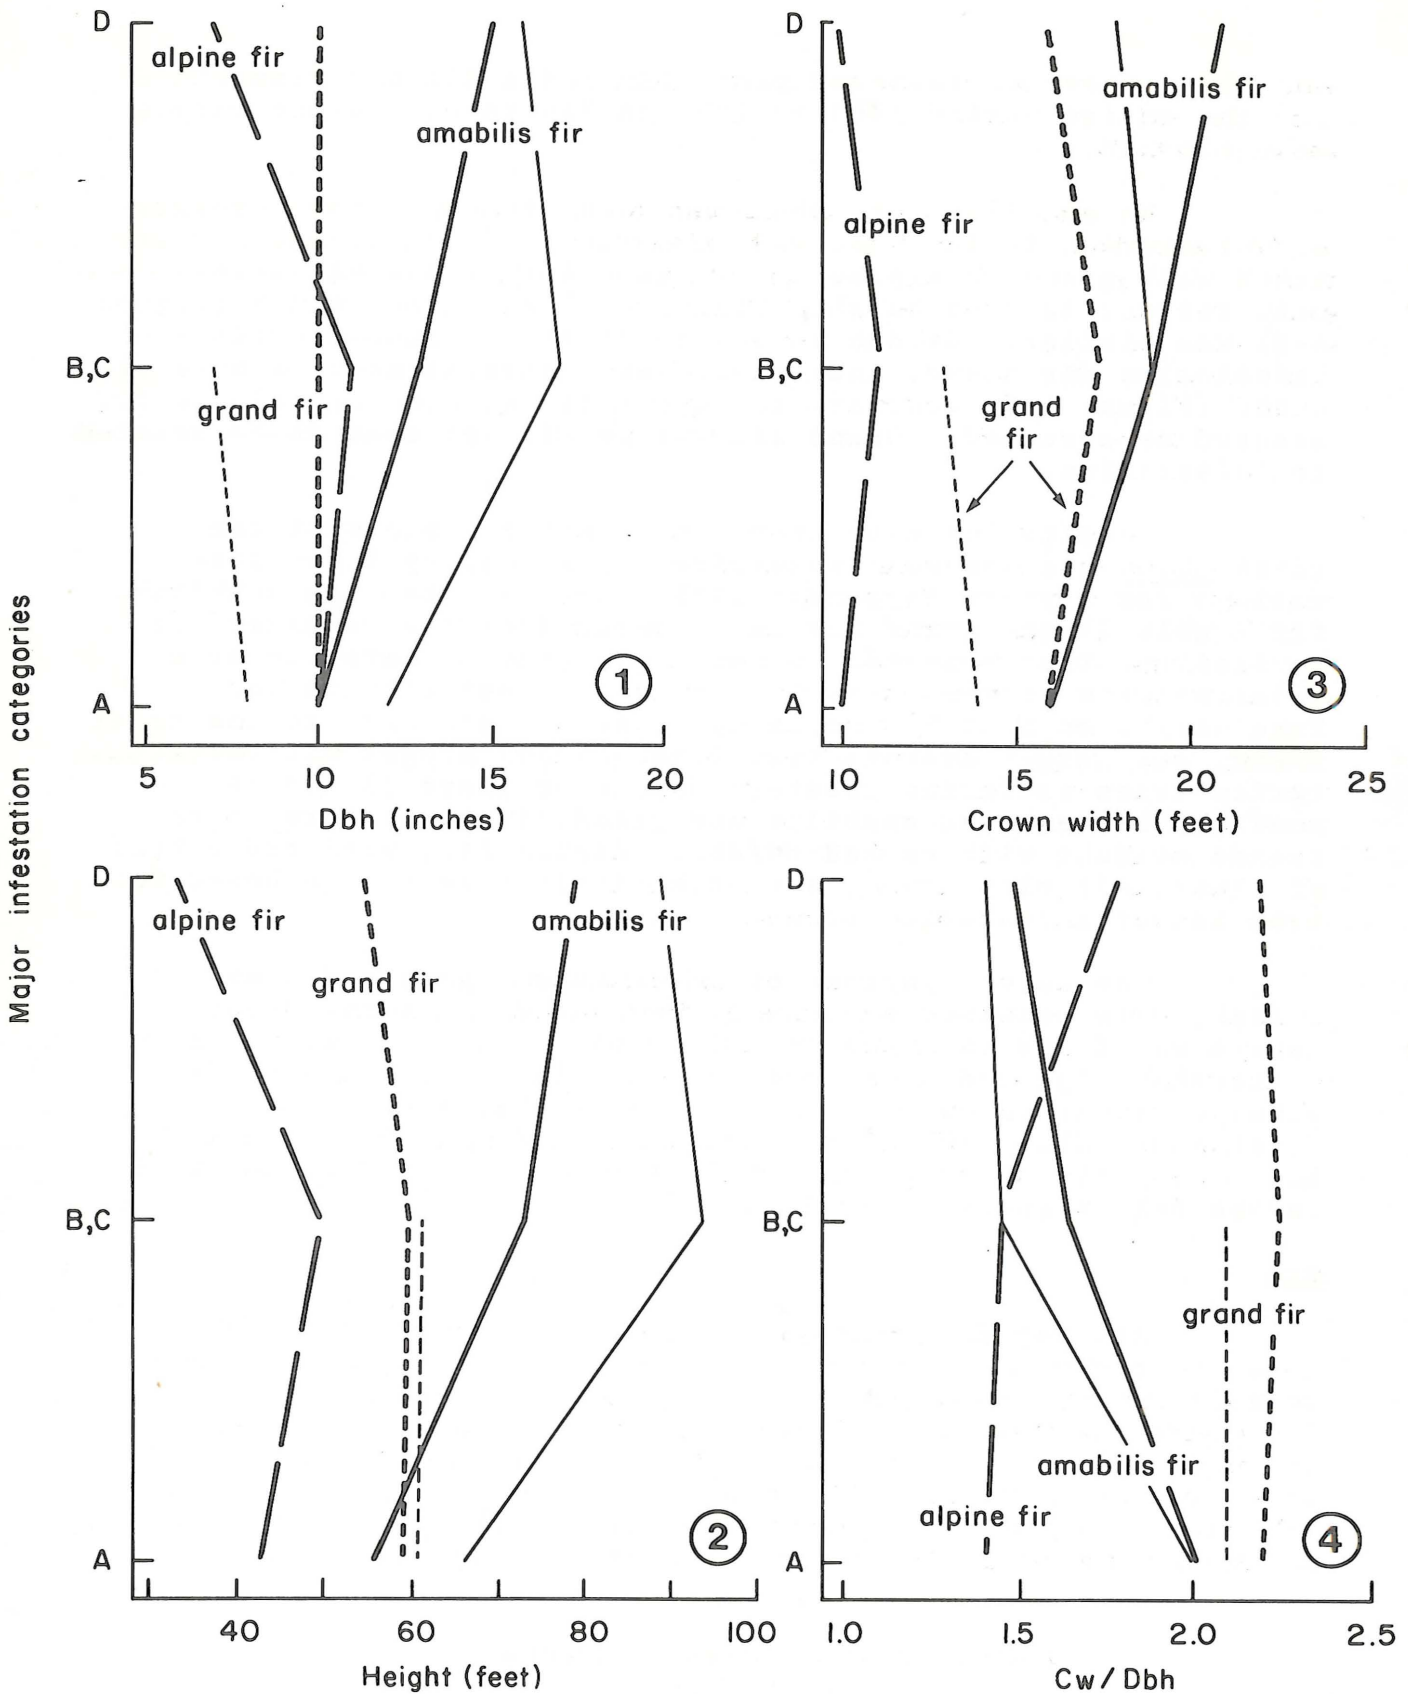 Major infestation categories
D
alpine fir
amabilis fir
B,C
grand fir
A
1
5 10 15 20
Dbh (inches)
D
amabilis fir
alpine fir
B,C
grand
fir
A
3
10 15 20 25
Crown width (feet)
D
alpine fir
amabilis fir
grand fir
B,C
A
2
40 60 80 100
Height (feet)
D
B,C
grand fir
amabilis fir
alpine fir
A
4
1.0 1.5 2.0 2.5
Cw/Dbh